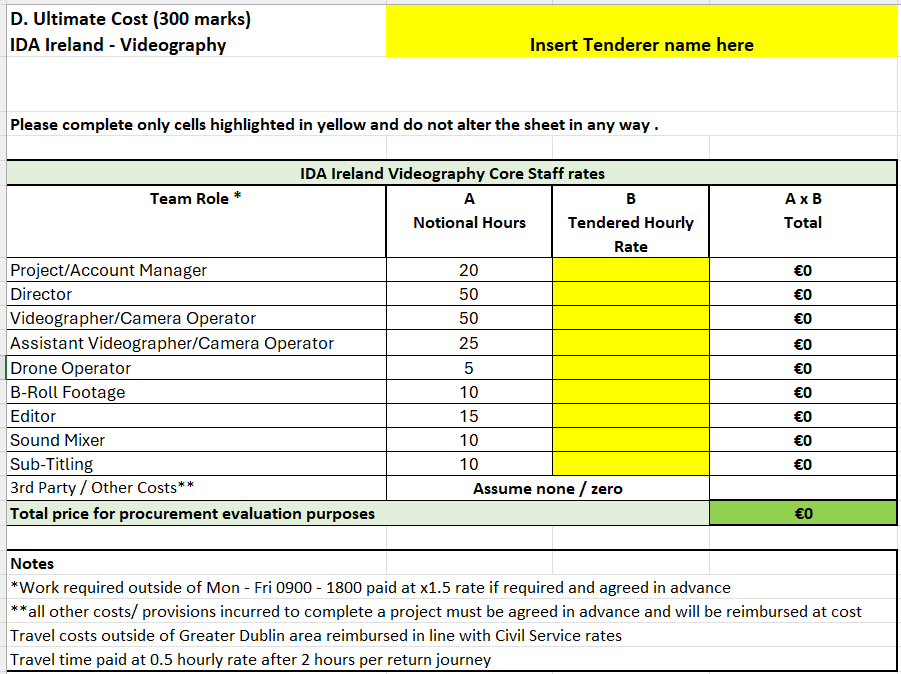 D. Ultimate Cost (300 marks)
IDA Ireland - Videography
Insert Tenderer name here
Please complete only cells highlighted in yellow and do not alter the sheet in any way .
IDA Ireland Videography Core Staff rates
Team Role * A B A x B
Notional Hours Tendered Hourly Total
Rate
Project/Account Manager 20 €0
Director 50 €0
Videographer/Camera Operator 50 €0
Assistant Videographer/Camera Operator 25 €0
Drone Operator 5 €0
B-Roll Footage 10 €0
Editor 15 €0
Sound Mixer 10 €0
Sub-Titling 10 €0
3rd Party / Other Costs** Assume none / zero
Total price for procurement evaluation purposes €0
Notes
*Work required outside of Mon - Fri 0900 - 1800 paid at x1.5 rate if required and agreed in advance
**all other costs/ provisions incurred to complete a project must be agreed in advance and will be reimbursed at cost
Travel costs outside of Greater Dublin area reimbursed in line with Civil Service rates
Travel time paid at 0.5 hourly rate after 2 hours per return journey